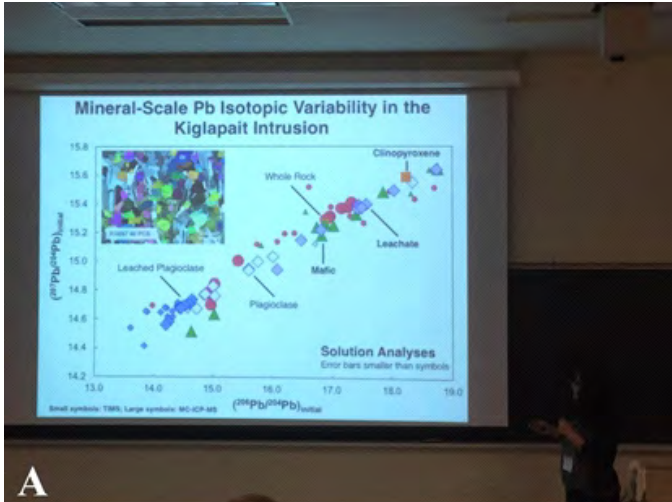 Mineral-Scale Pb Isotopic Variability in the
Kiglapait Intrusion
15.8
15.6
15.4
15.2
15.0
14.8
14.6
14.4
14.2
(²⁰⁷Pb/²⁰⁴Pb)initial
Clinopyroxene
Whole Rock
Leachate
Leached Plagioclase
Mafic
Plagioclase
Solution Analyses
Error bars smaller than symbols
13.0 14.0 15.0 16.0 17.0 18.0 19.0
Small symbols: TIMS; Large symbols: MC-ICP-MS
(²⁰⁶Pb/²⁰⁴Pb)initial
A